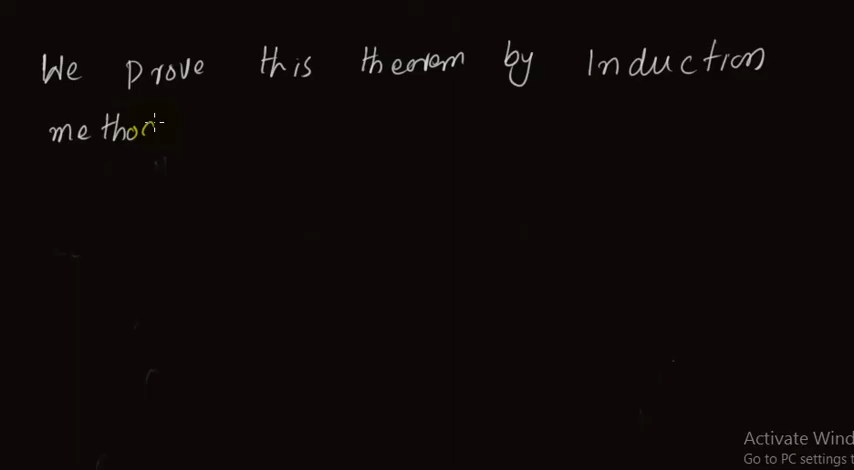 We prove this theorem by Induction
metho
Activate Wind
Go to PC settings t